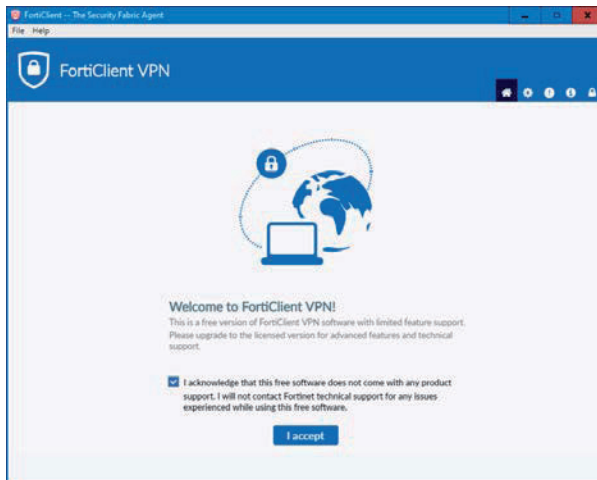 FortiClient -- The Security Fabric Agent
File Help
FortiClient VPN
Welcome to FortiClient VPN!
This is a free version of FortiClient VPN software with limited feature support.
Please upgrade to the licensed version for advanced features and technical
support.
I acknowledge that this free software does not come with any product
support. I will not contact Fortinet technical support for any issues
experienced while using this free software.
I accept